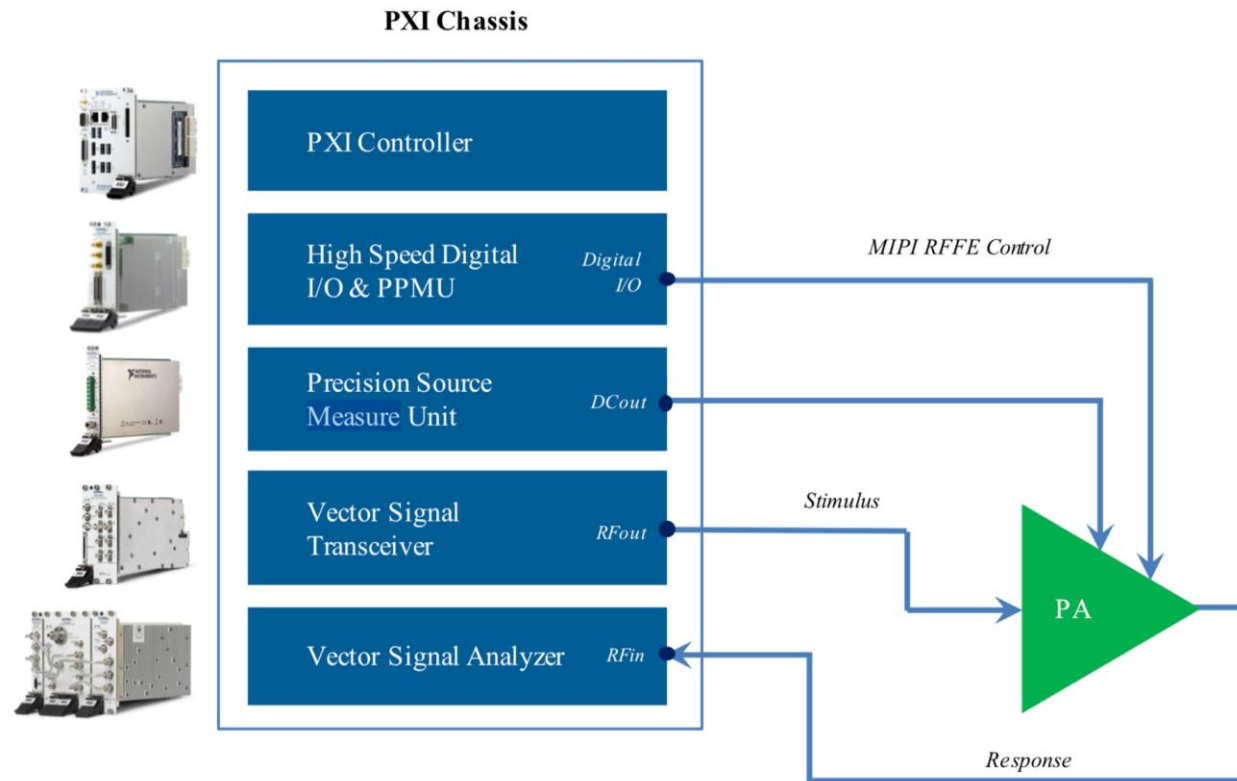 PXI Chassis
PXI Controller
High Speed Digital
I/O & PPMU
Digital
I/O
MIPI RFFE Control
Precision Source
Measure Unit
DCout
Vector Signal
Transceiver
RFout
Stimulus
PA
Vector Signal Analyzer
RFin
Response